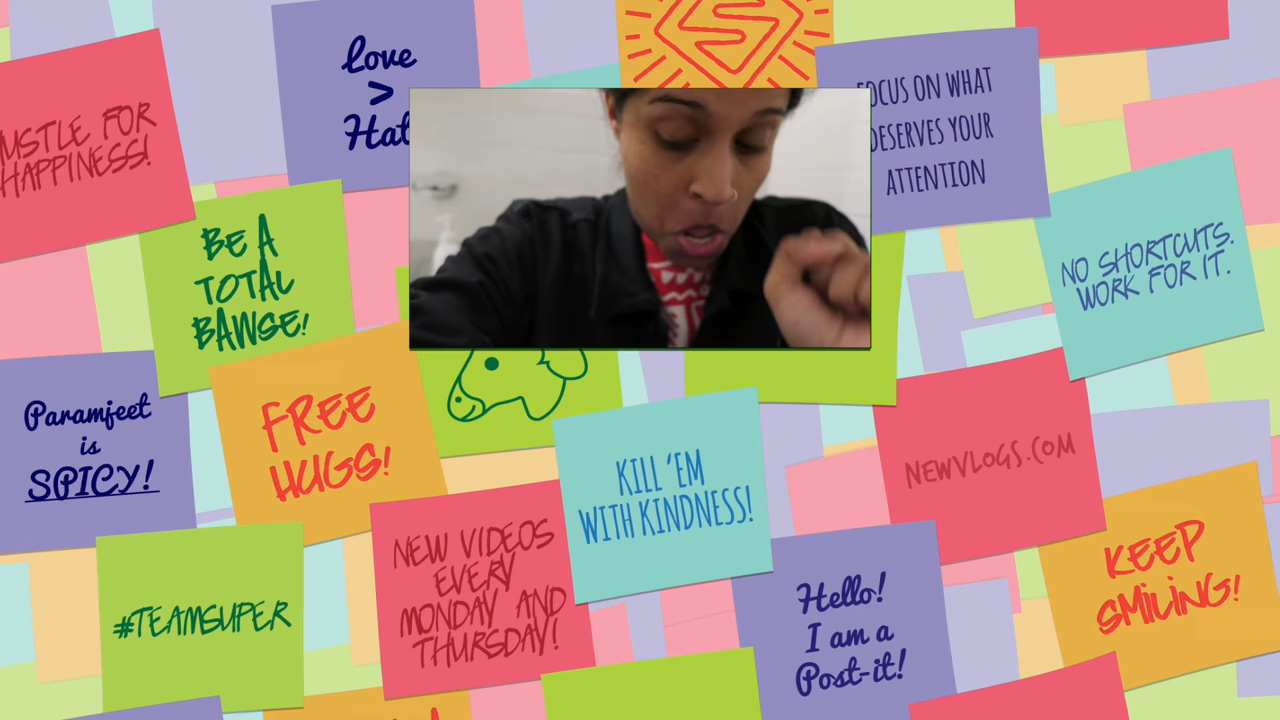 Love
>
FOCUS ON WHAT
DESERVES YOUR
ATTENTION
HAPPINESS!
FOR
BE A
TOTAL
BAWSE!
NO SHORTCUTS.
WORK FOR IT.
Paramjeet
is
SPICY!
FREE
HUGS!
KILL 'EM
WITH KINDNESS!
NEWVLOGS.COM
NEW VIDEOS
EVERY
MONDAY AND
THURSDAY!
#TEAMSUPER
Hello!
I am a
Post-it!
KEEP
SMiLiNG!